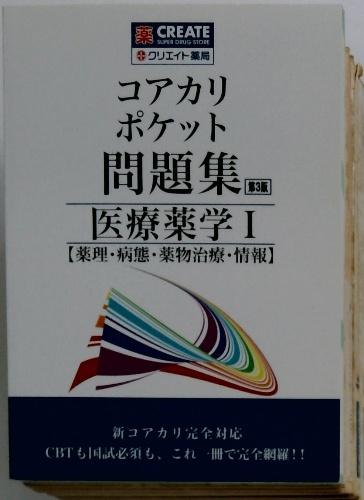 薬 CREATE
SUPER DRUG STORE
クリエイト薬局
コアカリ
ポケット
問題集 第3版
医療薬学 I
【薬理・病態・薬物治療・情報】
新コアカリ完全対応
CBTも国試必須も、これ一冊で完全網羅!!